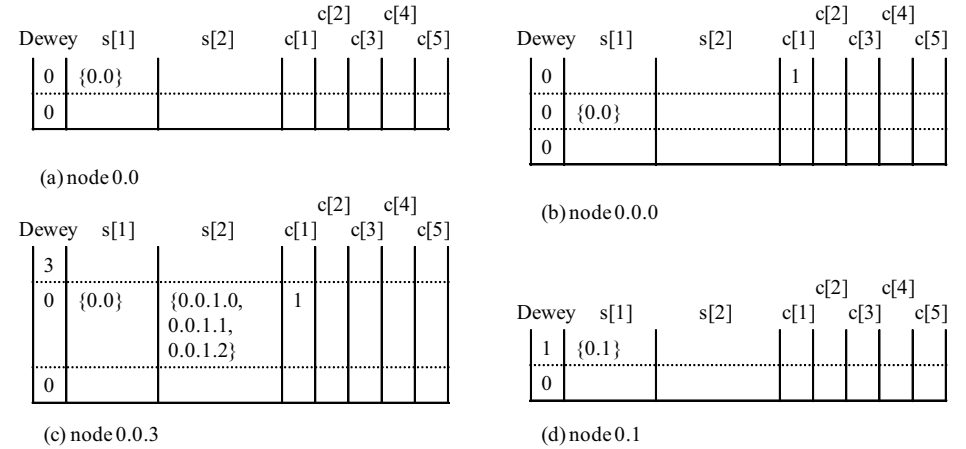 c[2] c[4]
Dewey s[1] s[2] c[1] c[3] c[5]
0 {0.0}
0
(a) node 0.0
c[2] c[4]
Dewey s[1] s[2] c[1] c[3] c[5]
0 1
0 {0.0}
0
(b) node 0.0.0
c[2] c[4]
Dewey s[1] s[2] c[1] c[3] c[5]
3
0 {0.0} {0.0.1.0, 1
0.0.1.1,
0.0.1.2}
0
(c) node 0.0.3
c[2] c[4]
Dewey s[1] s[2] c[1] c[3] c[5]
1 {0.1}
0
(d) node 0.1